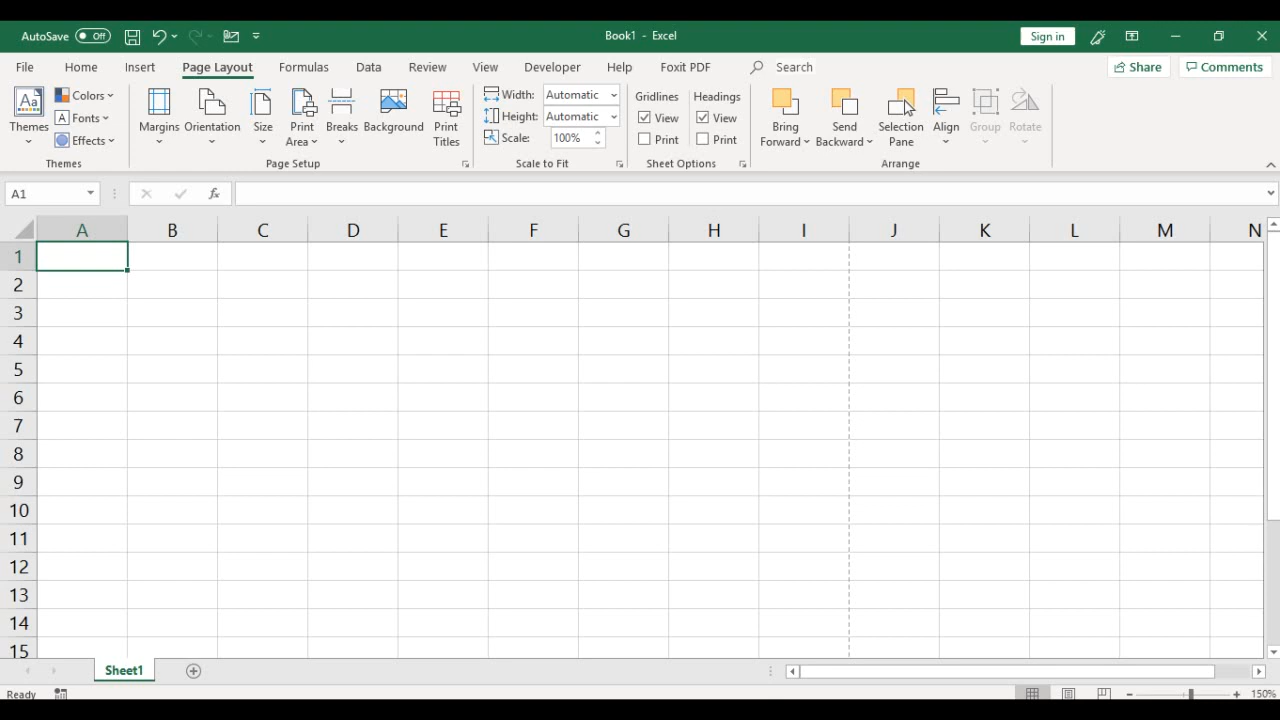 AutoSave Off Book1 - Excel Sign in
File Home Insert Page Layout Formulas Data Review View Developer Help Foxit PDF Search Share Comments
Themes Colors Fonts Effects
Themes
Margins Orientation Size Print Area Breaks Background Print Titles
Page Setup
Width: Automatic
Height: Automatic
Scale: 100%
Scale to Fit
Gridlines Headings
View View
Print Print
Sheet Options
Bring Forward Send Backward Selection Pane Align Group Rotate
Arrange
A1 fx
A B C D E F G H I J K L M N
1
2
3
4
5
6
7
8
9
10
11
12
13
14
15
Sheet1
Ready 150%